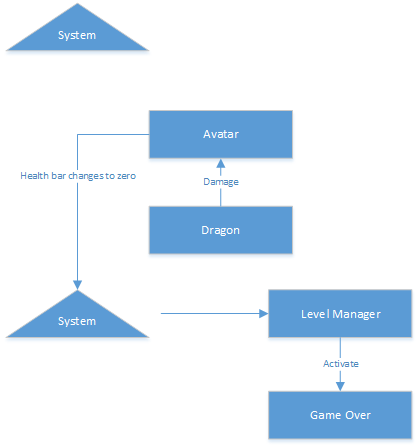 System
Avatar
Health bar changes to zero
Damage
Dragon
System
Level Manager
Activate
Game Over